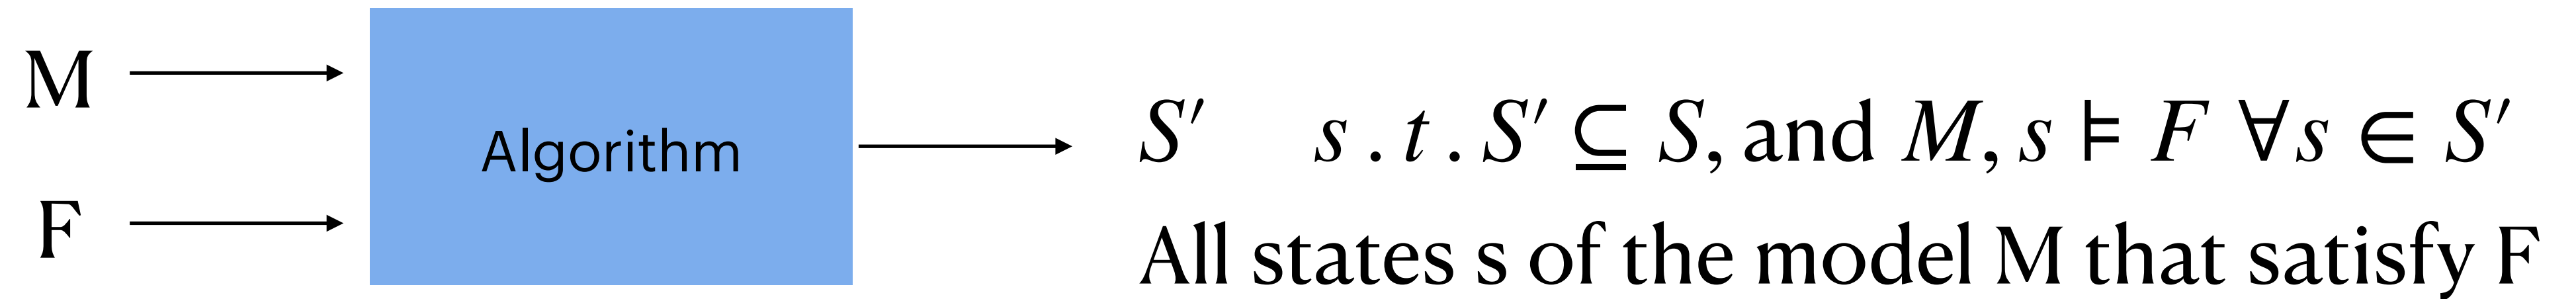 M
F
Algorithm
S′ s . t . S′ ⊆ S, and M, s ⊧ F ∀s ∈ S′
All states s of the model M that satisfy F